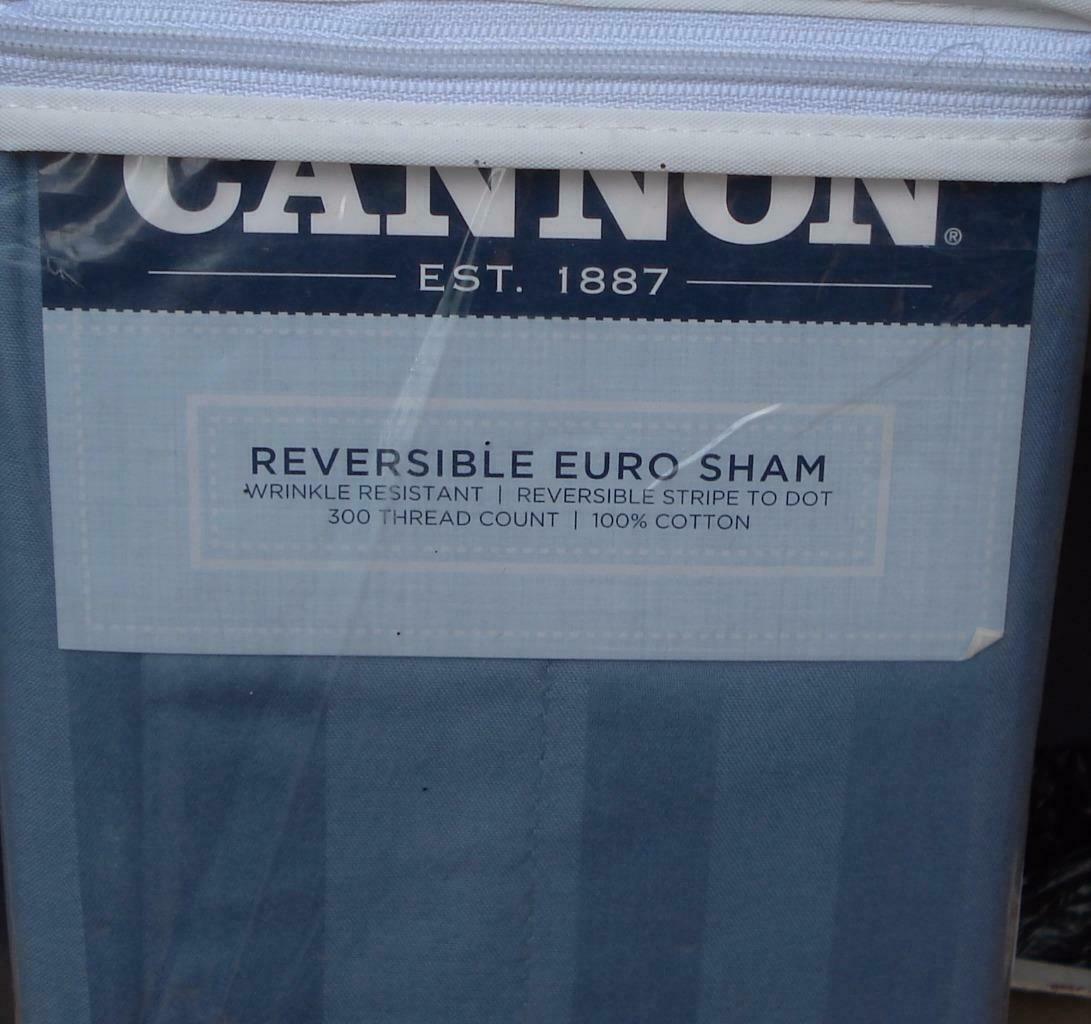 CANNON®
EST. 1887
REVERSIBLE EURO SHAM
WRINKLE RESISTANT | REVERSIBLE STRIPE TO DOT
300 THREAD COUNT | 100% COTTON